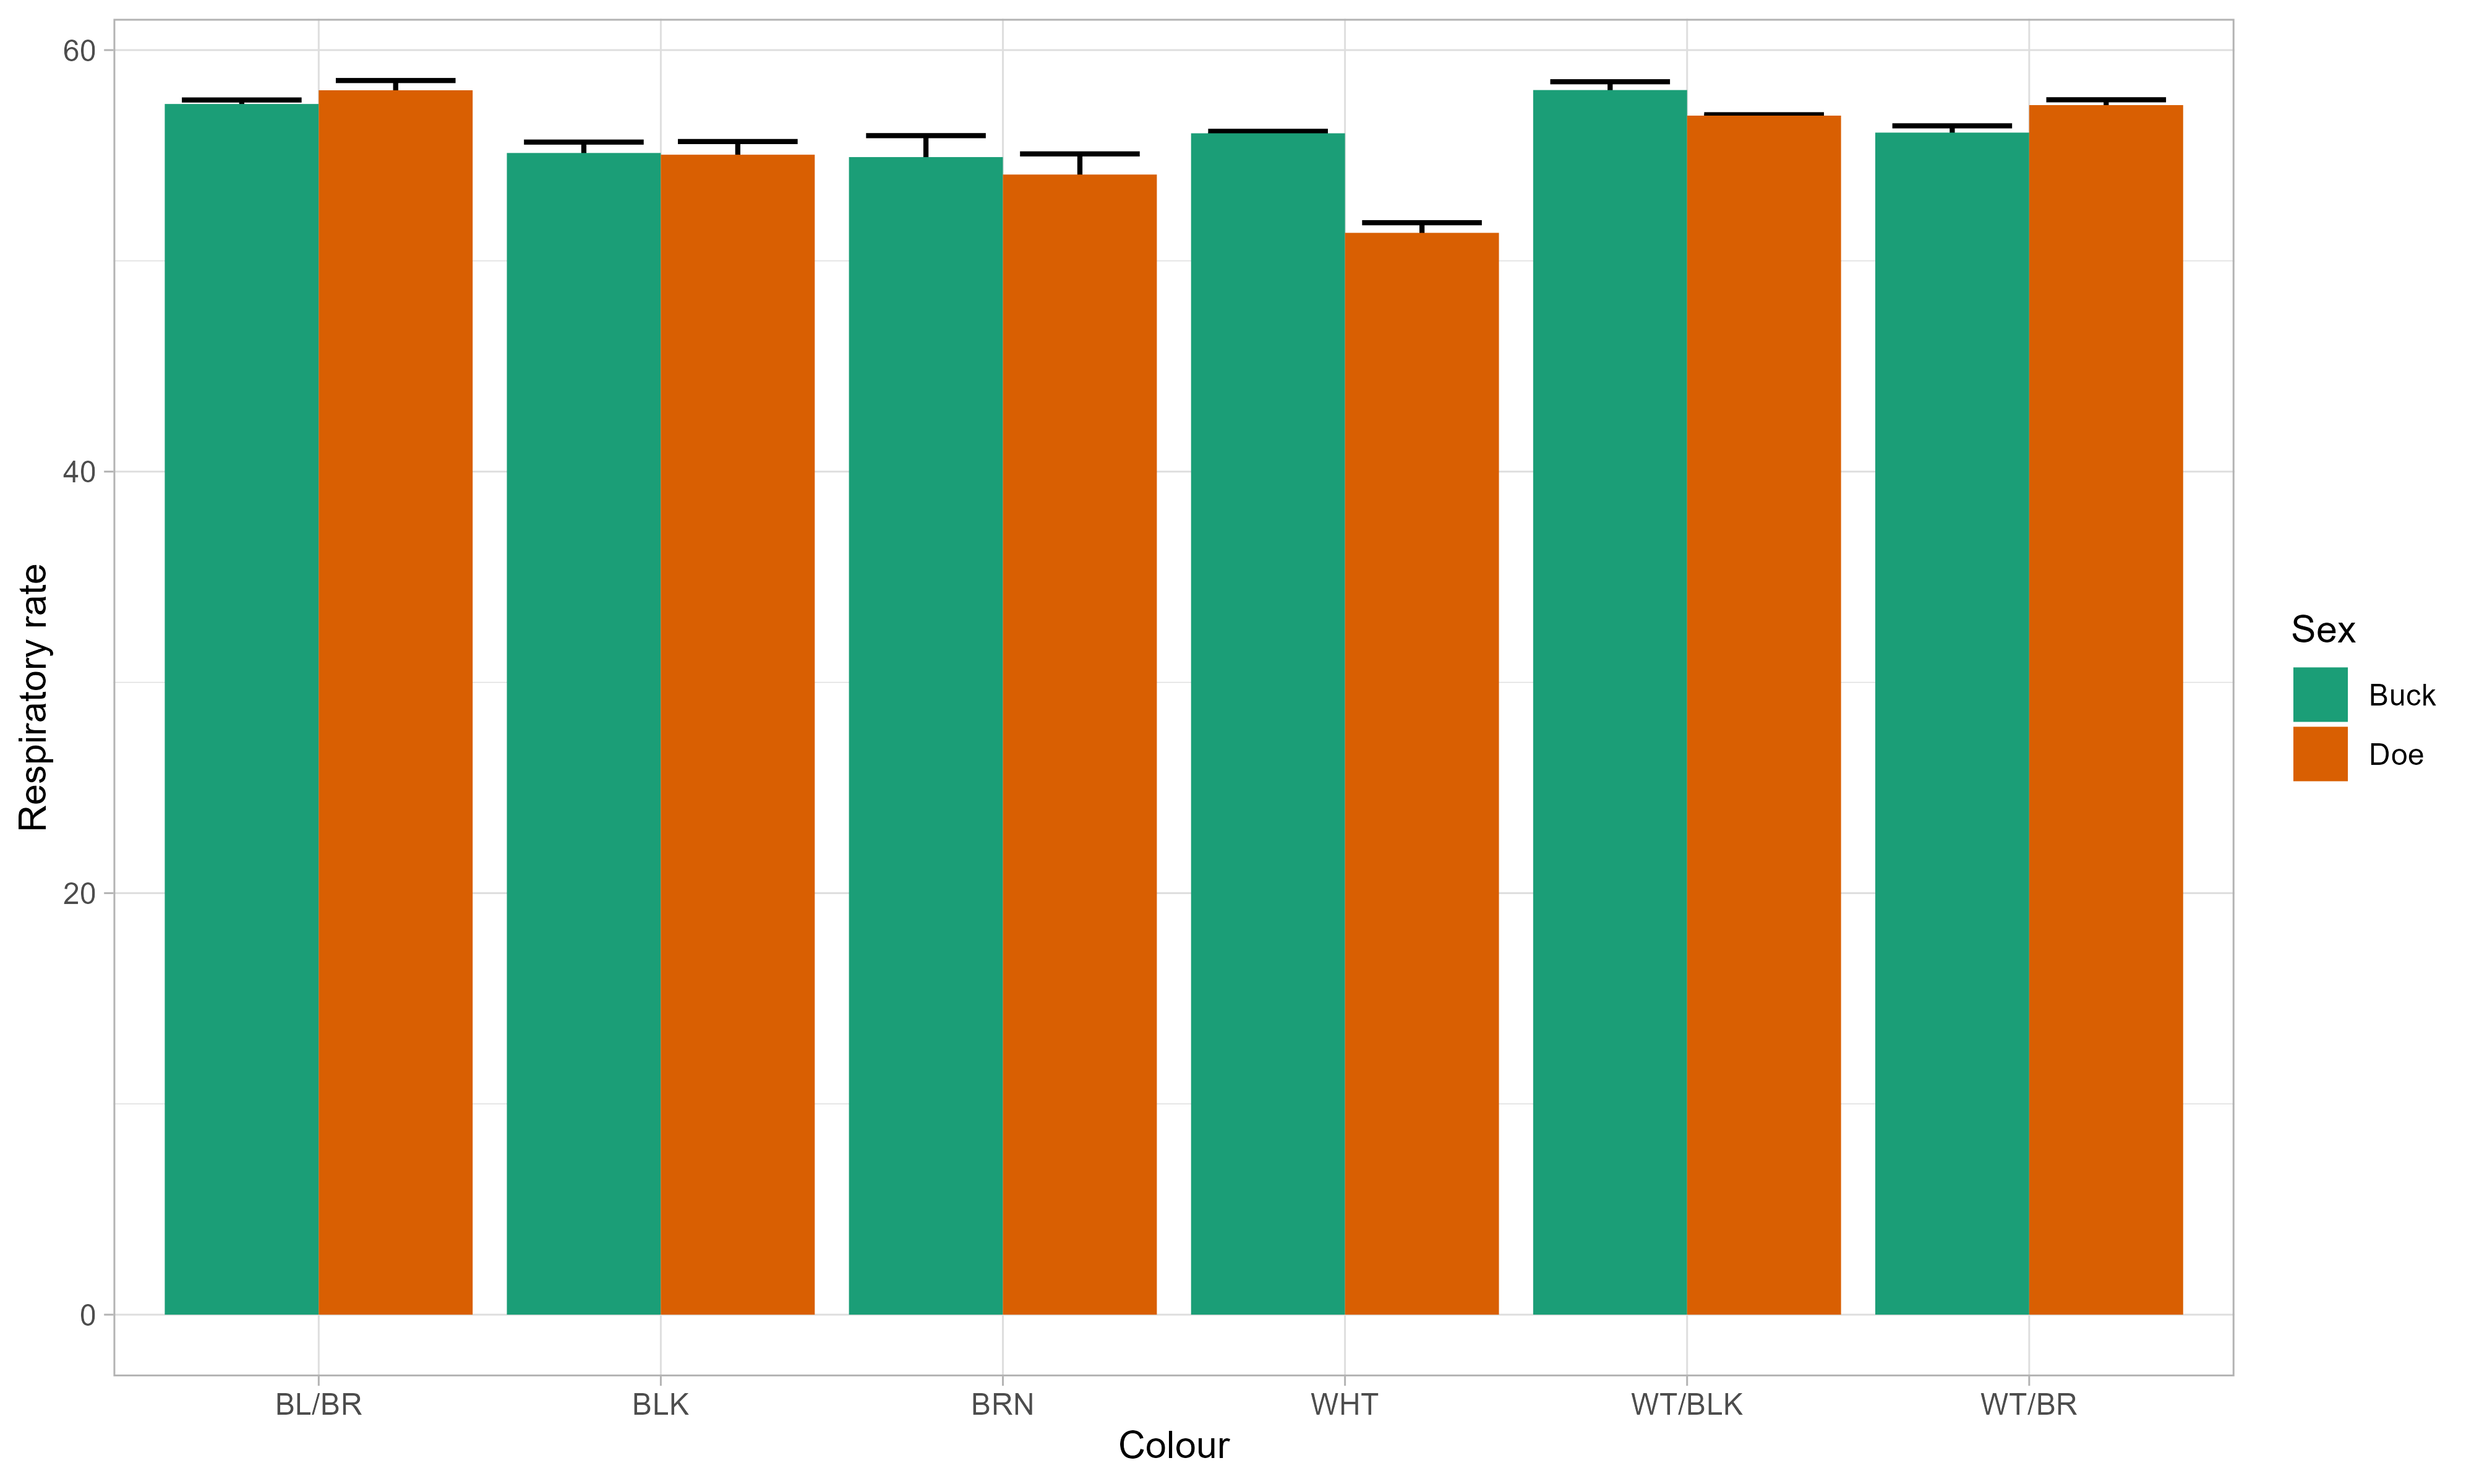 60
40
20
0
Respiratory rate
BL/BR
BLK
BRN
WHT
WT/BLK
WT/BR
Colour
Sex
Buck
Doe